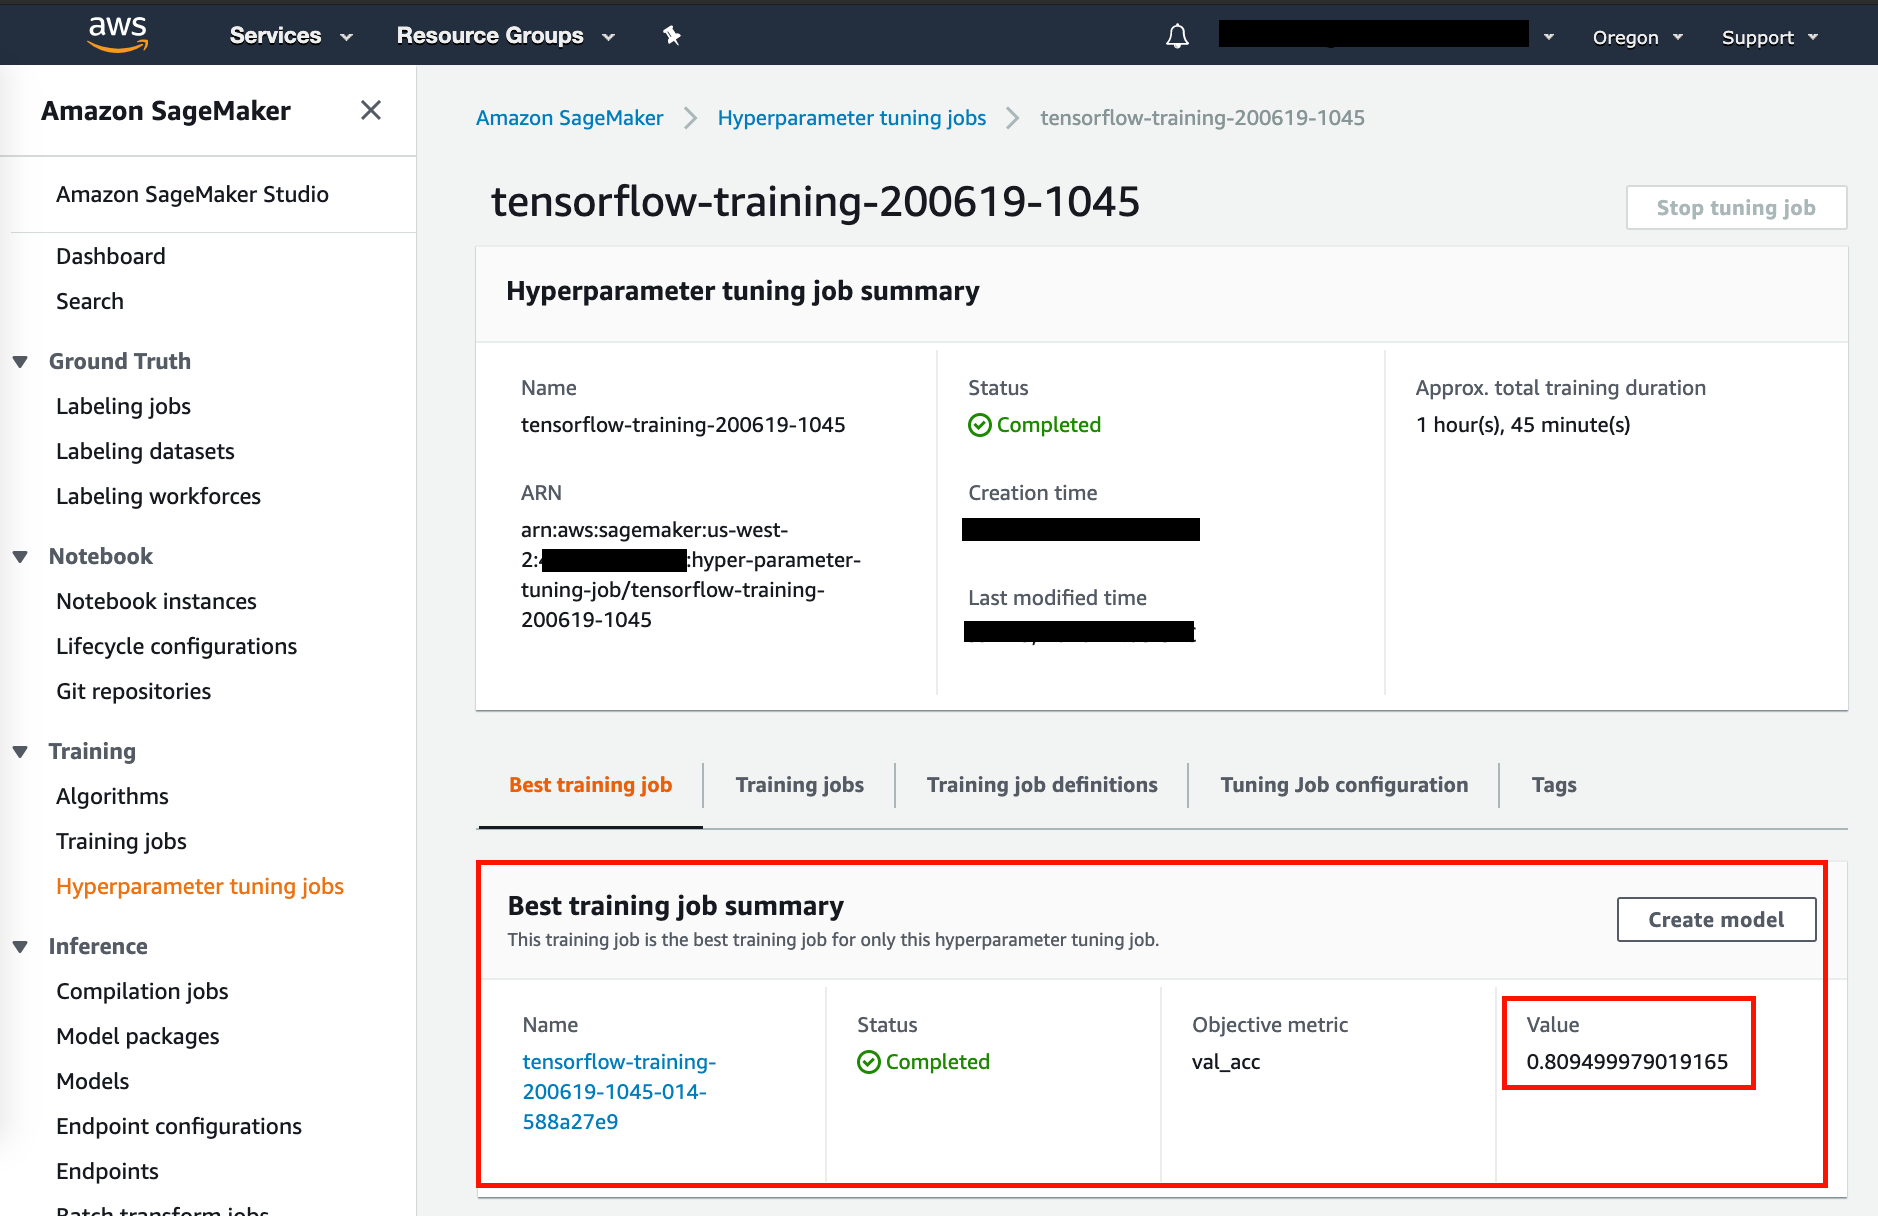 aws
Services
Resource Groups
Oregon
Support
Amazon SageMaker
Amazon SageMaker Studio
Dashboard
Search
Ground Truth
Labeling jobs
Labeling datasets
Labeling workforces
Notebook
Notebook instances
Lifecycle configurations
Git repositories
Training
Algorithms
Training jobs
Hyperparameter tuning jobs
Inference
Compilation jobs
Model packages
Models
Endpoint configurations
Endpoints
Batch transform jobs
Amazon SageMaker
Hyperparameter tuning jobs
tensorflow-training-200619-1045
tensorflow-training-200619-1045
Stop tuning job
Hyperparameter tuning job summary
Name
tensorflow-training-200619-1045
ARN
arn:aws:sagemaker:us-west-
2: :hyper-parameter-
tuning-job/tensorflow-training-
200619-1045
Status
Completed
Creation time
Last modified time
Approx. total training duration
1 hour(s), 45 minute(s)
Best training job
Training jobs
Training job definitions
Tuning Job configuration
Tags
Best training job summary
This training job is the best training job for only this hyperparameter tuning job.
Create model
Name
tensorflow-training-
200619-1045-014-
588a27e9
Status
Completed
Objective metric
val_acc
Value
0.809499979019165